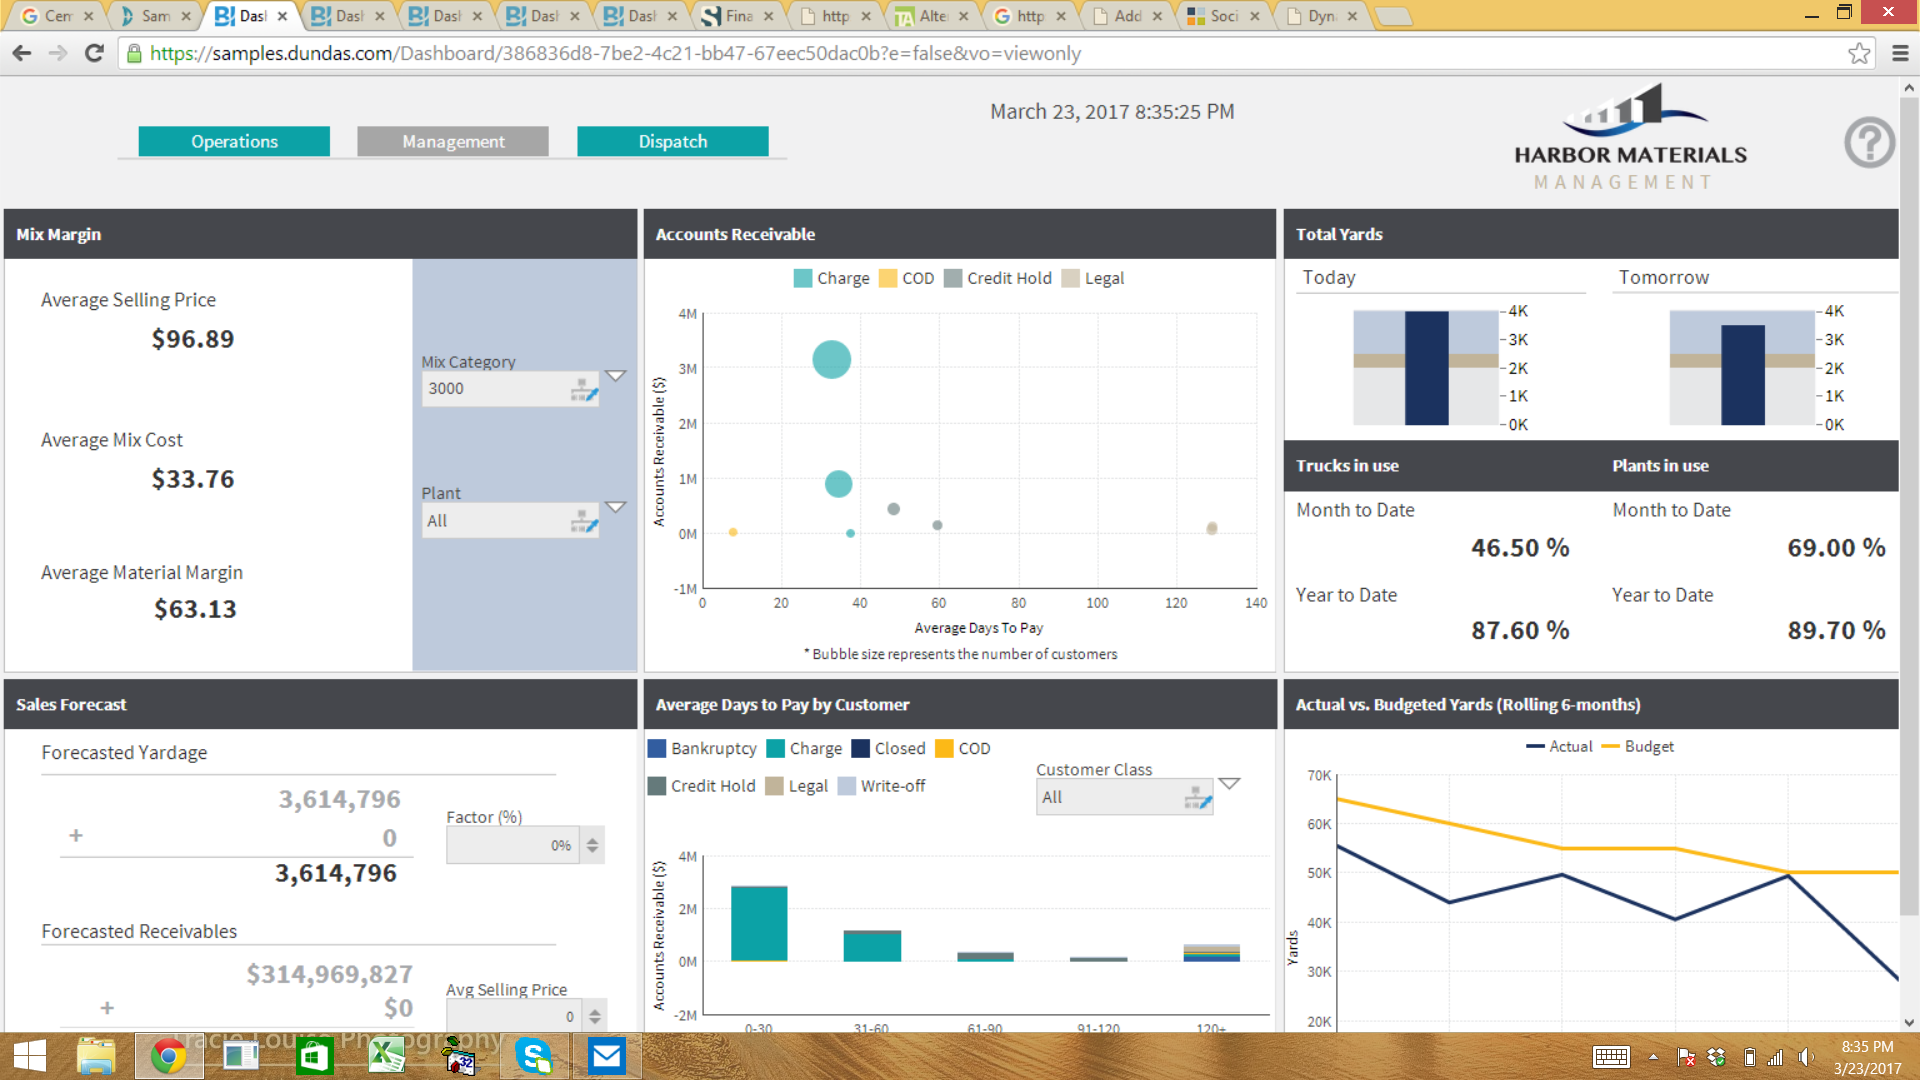 Cen
Sam
Dash
Dash
Dash
Dash
Dash
Fina
http
Alte
http
Add
Soci
Dyn
https://samples.dundas.com/Dashboard/386836d8-7be2-4c21-bb47-67eec50dac0b?e=false&vo=viewonly
Operations
Management
Dispatch
March 23, 2017 8:35:25 PM
HARBOR MATERIALS
MANAGEMENT
?
Mix Margin
Average Selling Price
$96.89
Average Mix Cost
$33.76
Average Material Margin
$63.13
Mix Category
3000
Plant
All
Accounts Receivable
Charge COD Credit Hold Legal
4M
3M
2M
1M
0M
-1M
Accounts Receivable ($)
0 20 40 60 80 100 120 140
Average Days To Pay
* Bubble size represents the number of customers
Total Yards
Today
4K
3K
2K
1K
0K
Tomorrow
4K
3K
2K
1K
0K
Trucks in use
Month to Date
46.50 %
Year to Date
87.60 %
Plants in use
Month to Date
69.00 %
Year to Date
89.70 %
Sales Forecast
Forecasted Yardage
3,614,796
+ 0
3,614,796
Factor (%)
0%
Forecasted Receivables
$314,969,827
+ $0
Avg Selling Price
0
Average Days to Pay by Customer
Bankruptcy Charge Closed COD
Credit Hold Legal Write-off
Customer Class
All
4M
2M
0M
-2M
Accounts Receivable ($)
0-30 31-60 61-90 91-120 120+
Actual vs. Budgeted Yards (Rolling 6-months)
Actual Budget
70K
60K
50K
40K
30K
20K
Yards
Photography
32
8:35 PM
3/23/2017